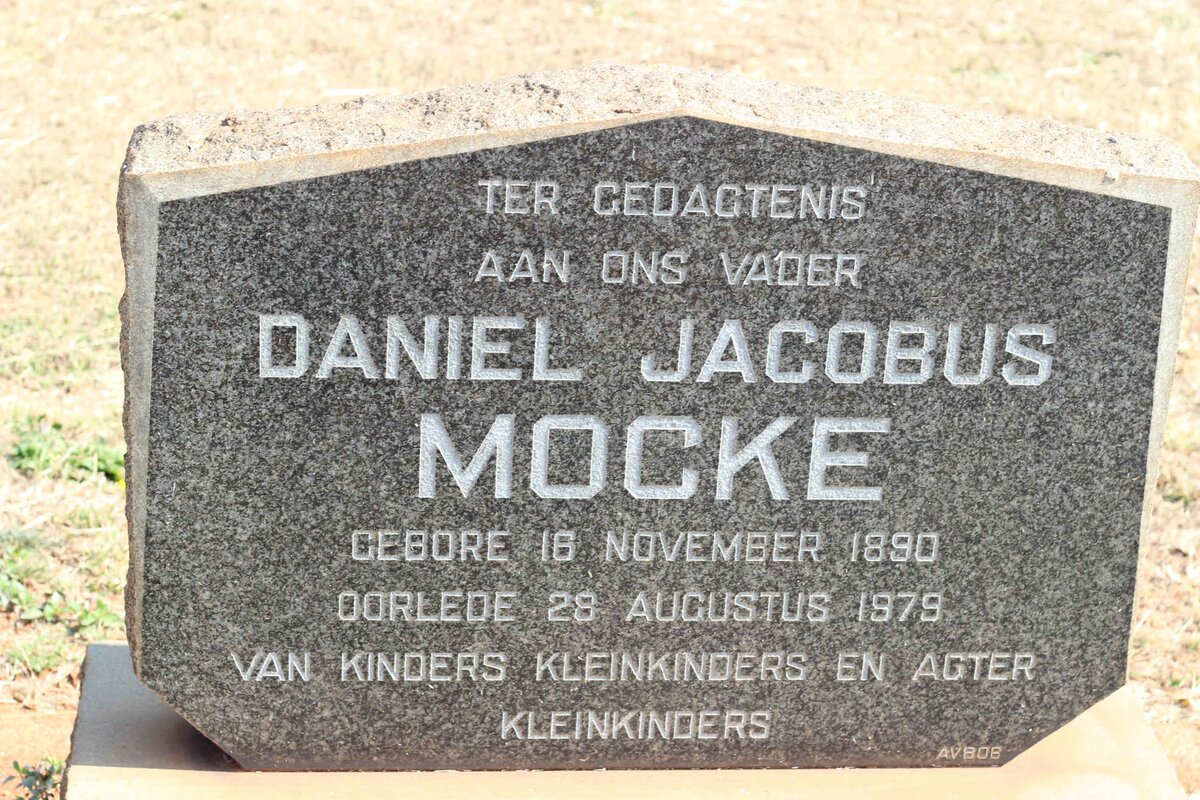 TER GEDAGTENIS
AAN ONS VADER
DANIEL JACOBUS
MOCKE
GEBORE 16 NOVEMBER 1890
OORLEDE 28 AUGUSTUS 1979
VAN KINDERS KLEINKINDERS EN AGTER
KLEINKINDERS
AVBOB